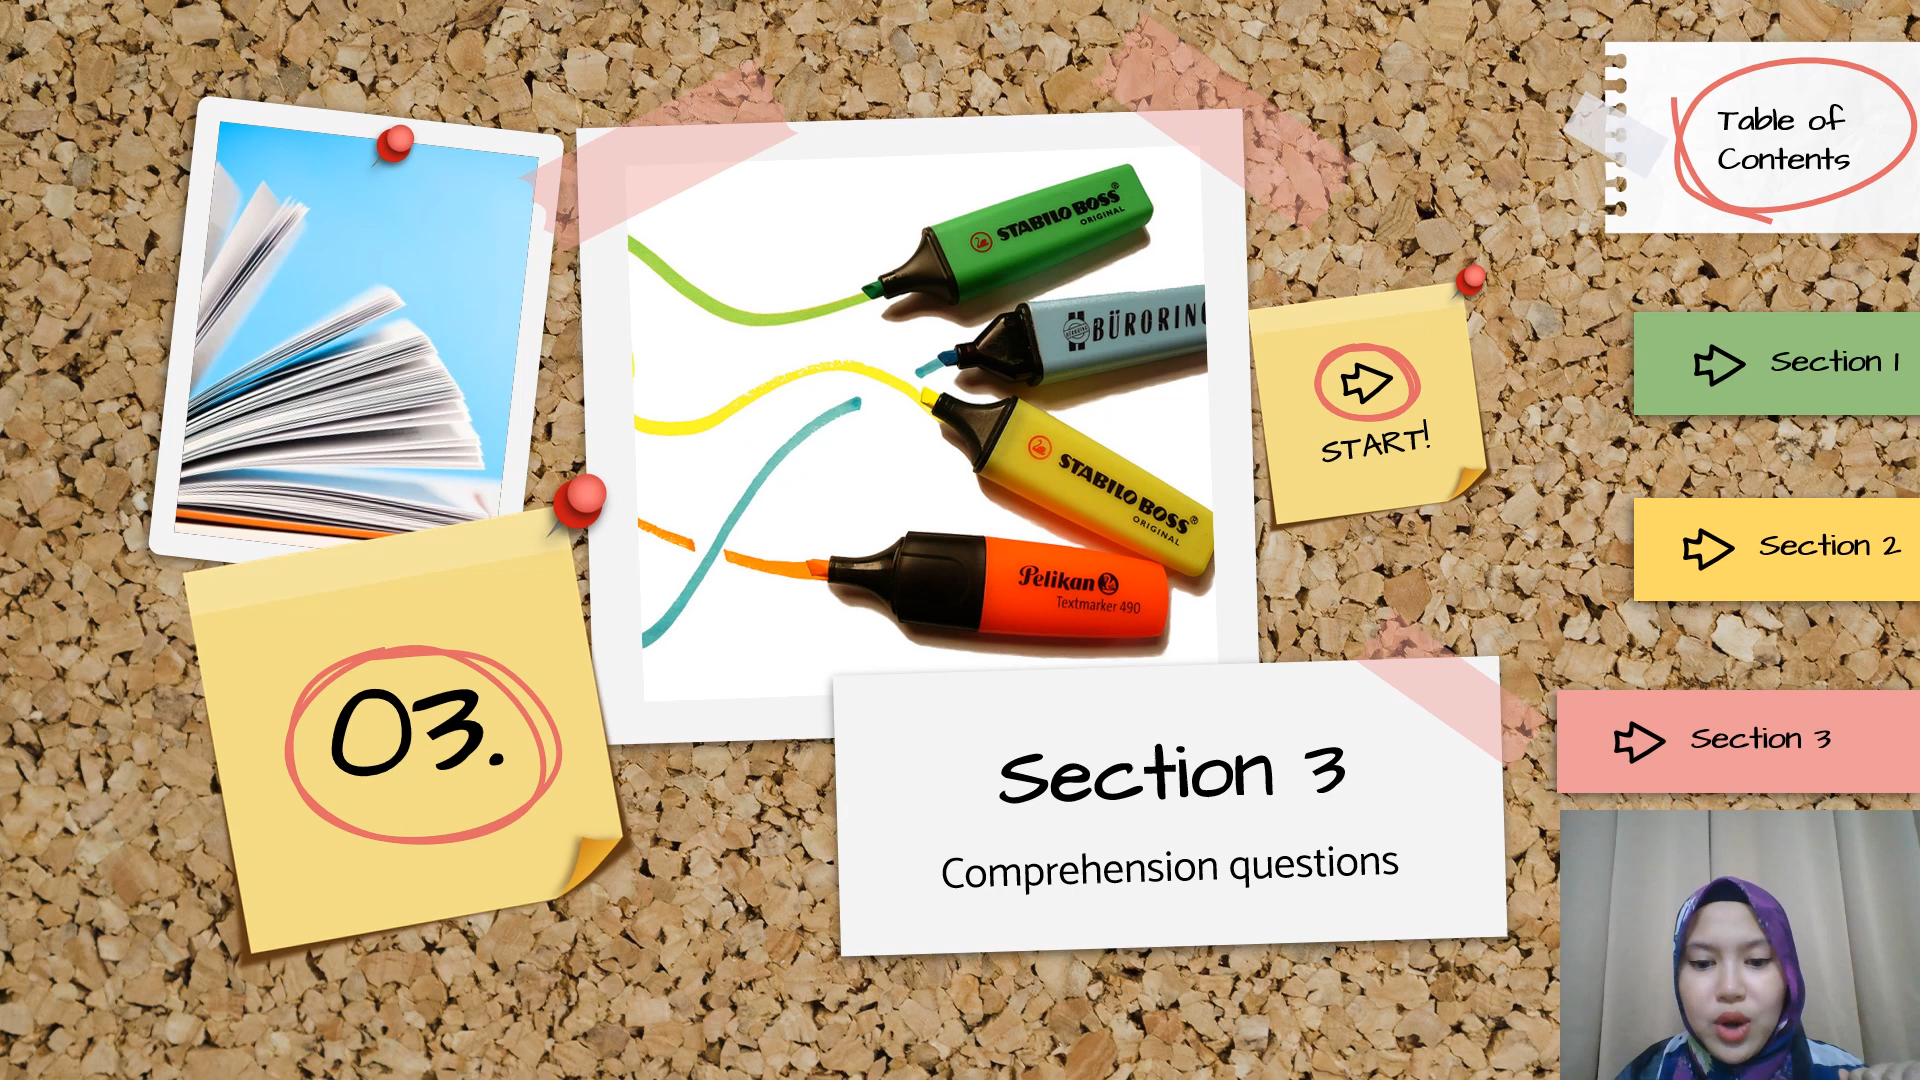 Table of
Contents
STABILO BOSS®
ORIGINAL
BÜRORING
START!
Section 1
STABILO BOSS®
ORIGINAL
Section 2
Pelikan
Textmarker 490
03.
Section 3
Section 3
Comprehension questions